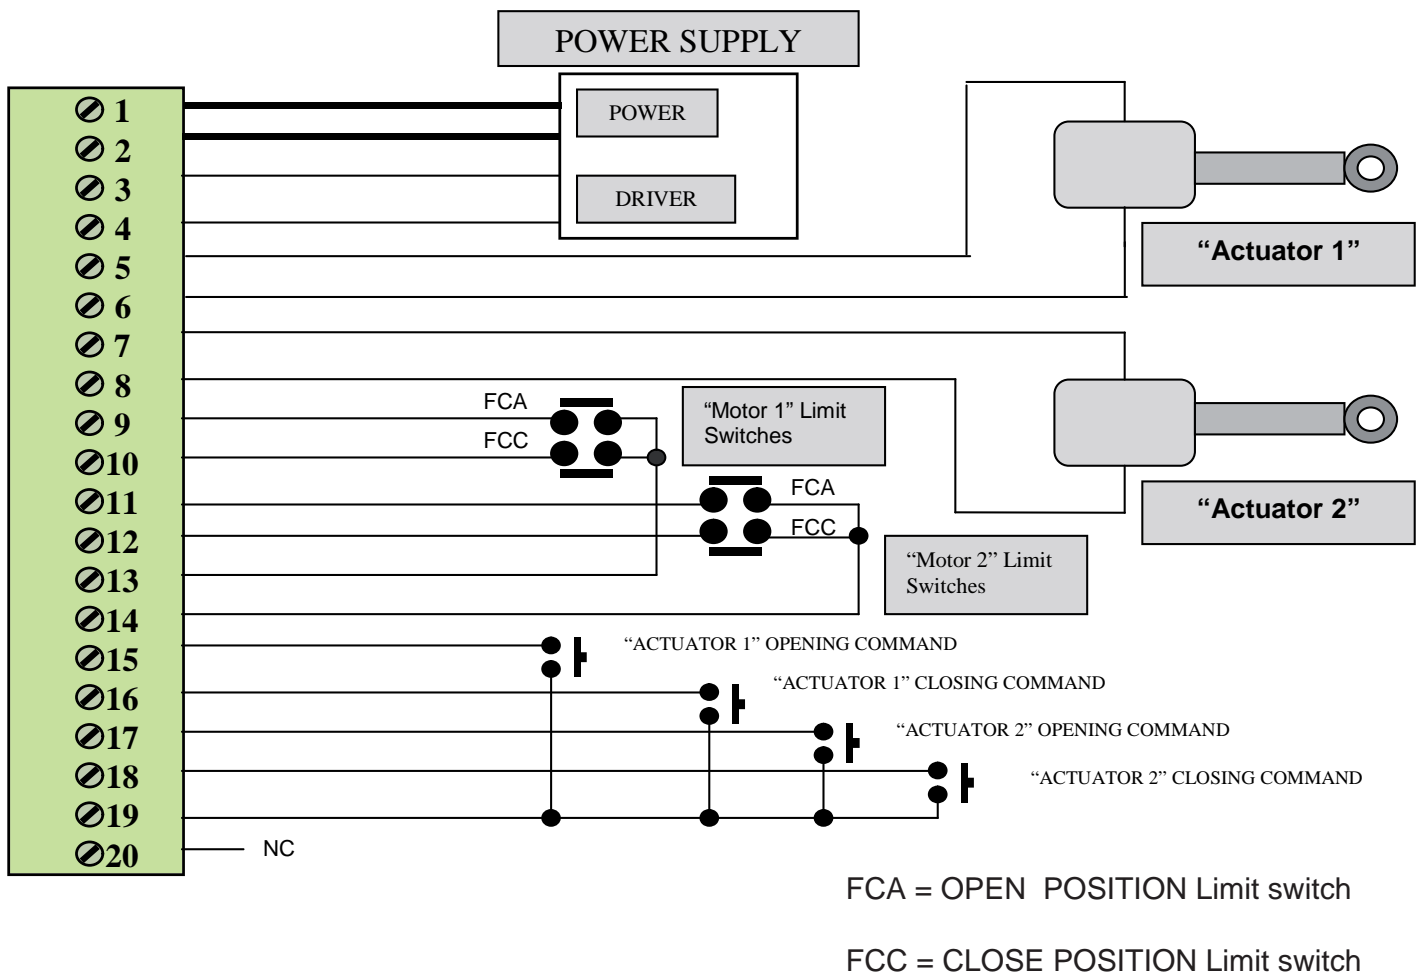 POWER SUPPLY
POWER
DRIVER
1
2
3
4
5
6
7
8
9
10
11
12
13
14
15
16
17
18
19
20
“Actuator 1”
“Actuator 2”
FCA
FCC
“Motor 1” Limit
Switches
FCA
FCC
“Motor 2” Limit
Switches
“ACTUATOR 1” OPENING COMMAND
“ACTUATOR 1” CLOSING COMMAND
“ACTUATOR 2” OPENING COMMAND
“ACTUATOR 2” CLOSING COMMAND
NC
FCA = OPEN POSITION Limit switch
FCC = CLOSE POSITION Limit switch